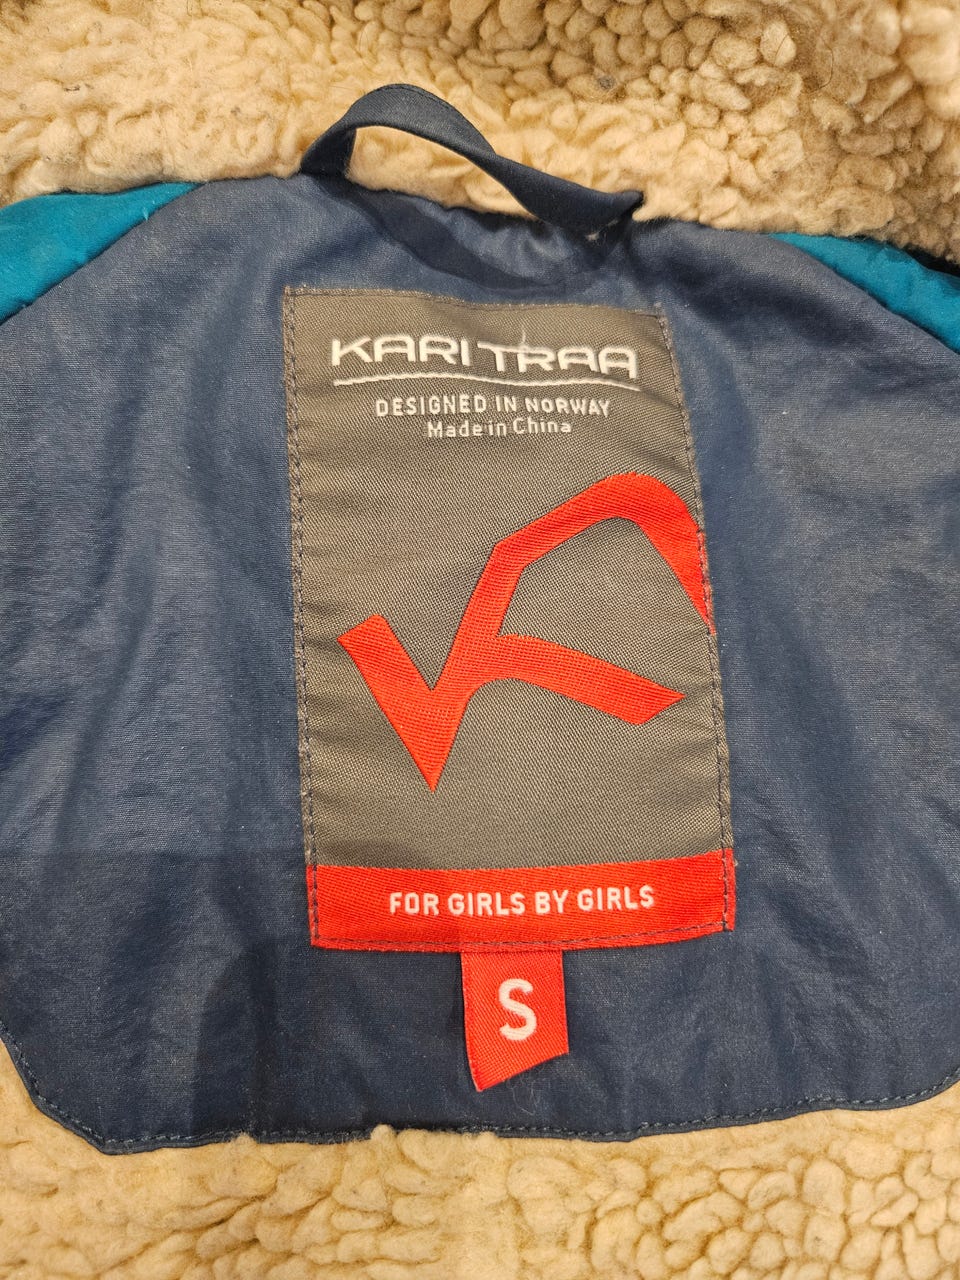 KARI TRAA
DESIGNED IN NORWAY
Made in China
FOR GIRLS BY GIRLS
S